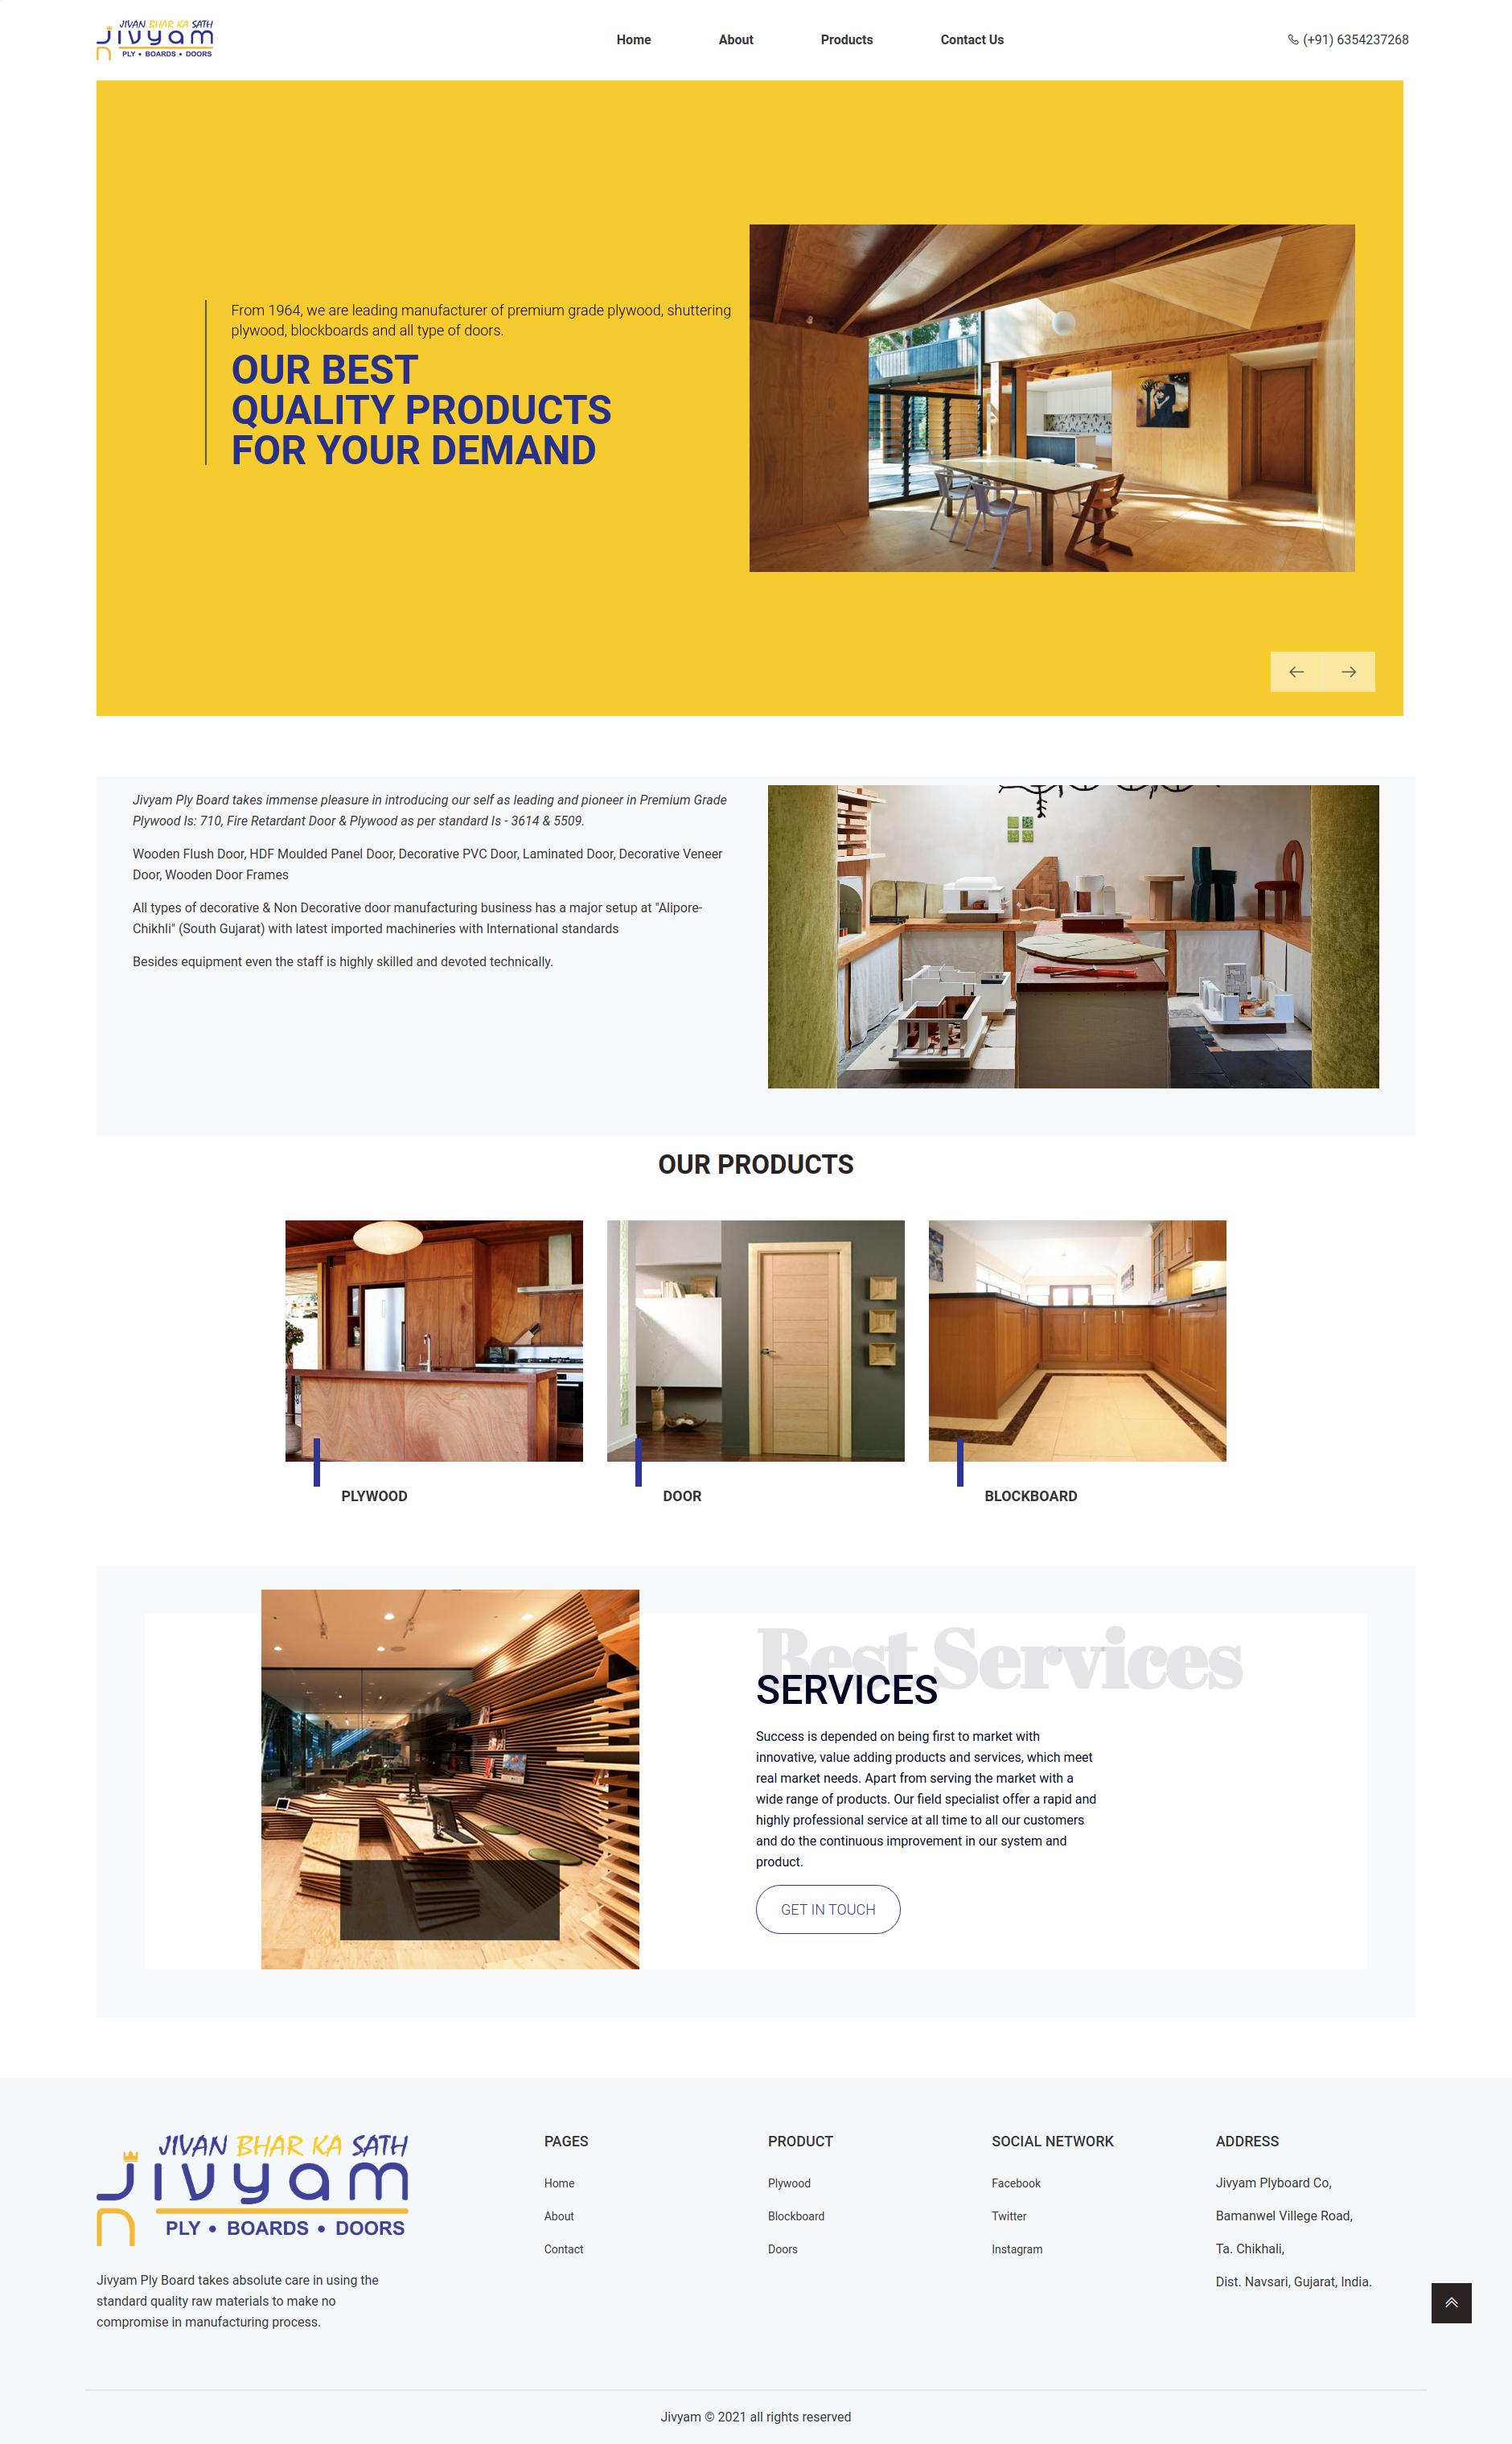 JIVAN BHAR KA SATH
jivyam
PLY • BOARDS • DOORS
Home
About
Products
Contact Us
(+91) 6354237268
From 1964, we are leading manufacturer of premium grade plywood, shuttering
plywood, blockboards and all type of doors.
OUR BEST
QUALITY PRODUCTS
FOR YOUR DEMAND
Jivyam Ply Board takes immense pleasure in introducing our self as leading and pioneer in Premium Grade
Plywood Is: 710, Fire Retardant Door & Plywood as per standard Is - 3614 & 5509.
Wooden Flush Door, HDF Moulded Panel Door, Decorative PVC Door, Laminated Door, Decorative Veneer
Door, Wooden Door Frames
All types of decorative & Non Decorative door manufacturing business has a major setup at "Alipore-
Chikhli" (South Gujarat) with latest imported machineries with International standards
Besides equipment even the staff is highly skilled and devoted technically.
OUR PRODUCTS
PLYWOOD
DOOR
BLOCKBOARD
Best Services
SERVICES
Success is depended on being first to market with
innovative, value adding products and services, which meet
real market needs. Apart from serving the market with a
wide range of products. Our field specialist offer a rapid and
highly professional service at all time to all our customers
and do the continuous improvement in our system and
product.
GET IN TOUCH
JIVAN BHAR KA SATH
jivyam
PLY • BOARDS • DOORS
Jivyam Ply Board takes absolute care in using the
standard quality raw materials to make no
compromise in manufacturing process.
PAGES
Home
About
Contact
PRODUCT
Plywood
Blockboard
Doors
SOCIAL NETWORK
Facebook
Twitter
Instagram
ADDRESS
Jivyam Plyboard Co,
Bamanwel Villege Road,
Ta. Chikhali,
Dist. Navsari, Gujarat, India.
Jivyam © 2021 all rights reserved